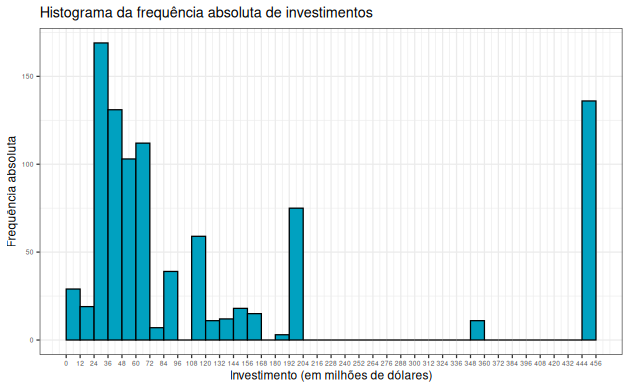 Histograma da frequência absoluta de investimentos
Frequência absoluta
150
100
50
0
0 12 24 36 48 60 72 84 96 108 120 132 144 156 168 180 192 204 216 228 240 252 264 276 288 300 312 324 336 348 360 372 384 396 408 420 432 444 456
Investimento (em milhões de dólares)